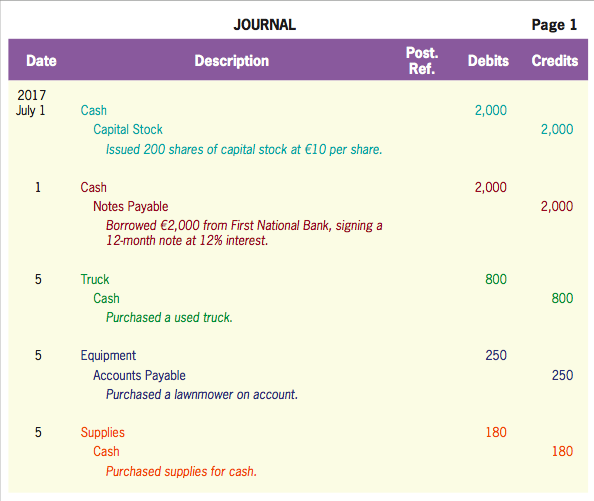 JOURNAL Page 1
Date Description Post. Ref. Debits Credits
2017
July 1 Cash 2,000
Capital Stock 2,000
Issued 200 shares of capital stock at €10 per share.
1 Cash 2,000
Notes Payable 2,000
Borrowed €2,000 from First National Bank, signing a
12-month note at 12% interest.
5 Truck 800
Cash 800
Purchased a used truck.
5 Equipment 250
Accounts Payable 250
Purchased a lawnmower on account.
5 Supplies 180
Cash 180
Purchased supplies for cash.